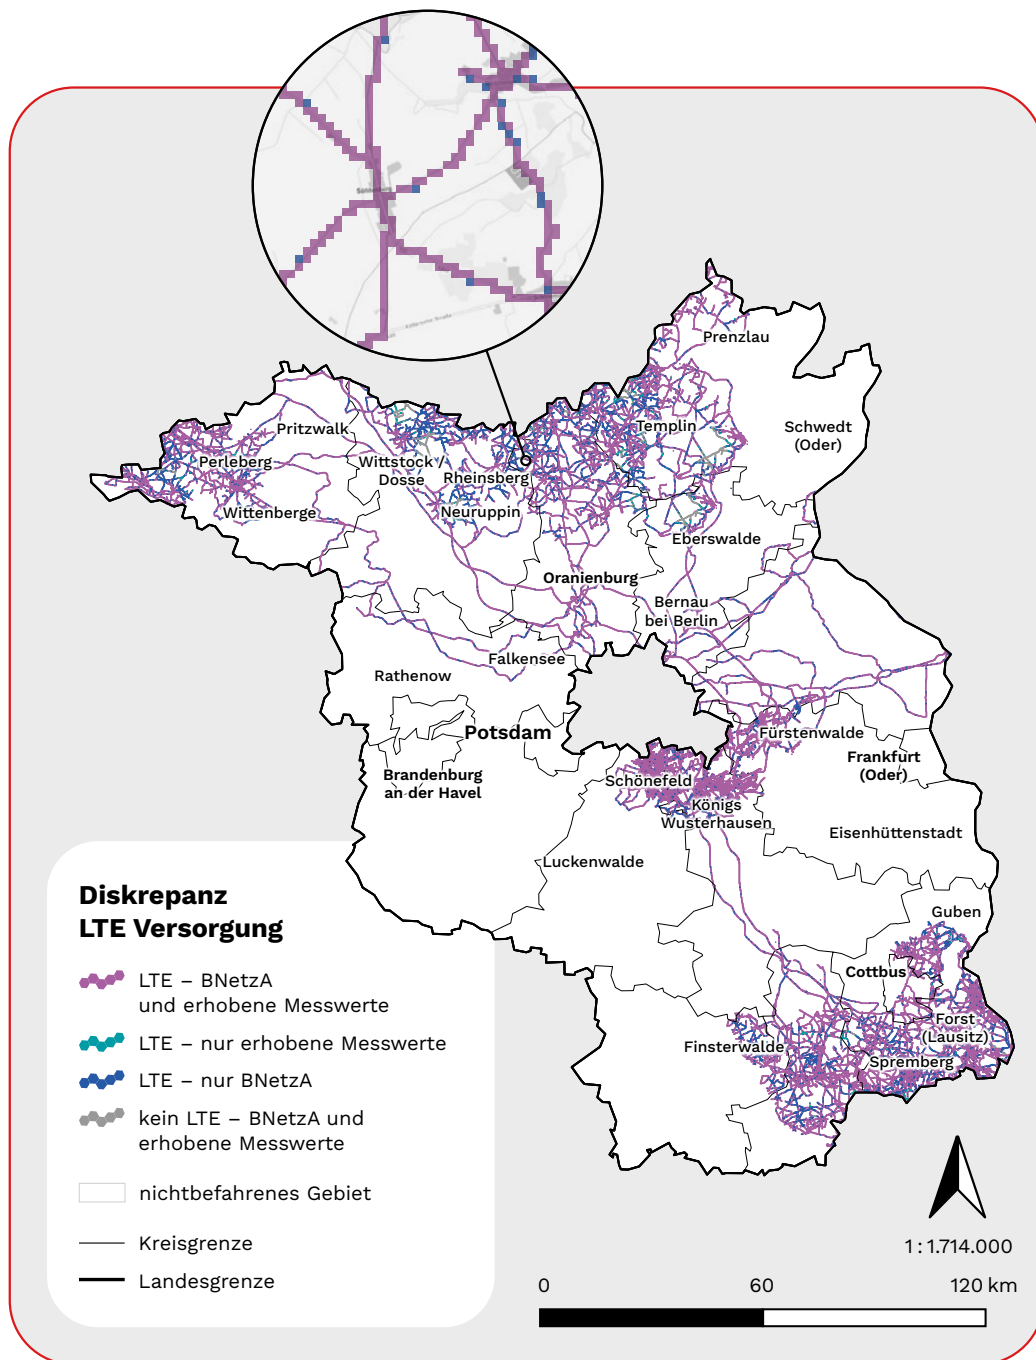 Prenzlau
Templin
Schwedt
(Oder)
Pritzwalk
Perleberg
Wittstock/
Dosse
Rheinsberg
Wittenberge
Neuruppin
Eberswalde
Oranienburg
Bernau
bei Berlin
Falkensee
Rathenow
Potsdam
Fürstenwalde
Brandenburg
an der Havel
Frankfurt
(Oder)
Schönefeld
Königs
Wusterhausen
Eisenhüttenstadt
Luckenwalde
Guben
Cottbus
Forst
(Lausitz)
Finsterwalde
Spremberg
Diskrepanz
LTE Versorgung
LTE – BNetzA
und erhobene Messwerte
LTE – nur erhobene Messwerte
LTE – nur BNetzA
kein LTE – BNetzA und
erhobene Messwerte
nichtbefahrenes Gebiet
Kreisgrenze
Landesgrenze
1 : 1.714.000
0 60 120 km